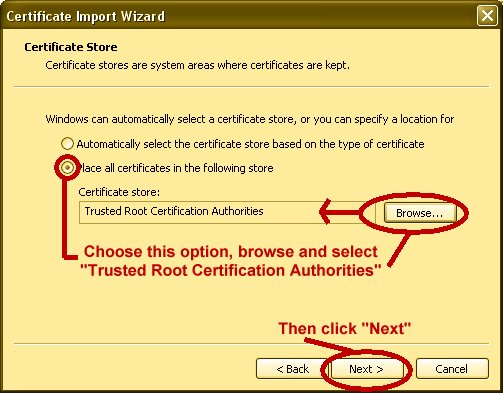 Certificate Import Wizard
Certificate Store
Certificate stores are system areas where certificates are kept.
Windows can automatically select a certificate store, or you can specify a location for
Automatically select the certificate store based on the type of certificate
Place all certificates in the following store
Certificate store:
Trusted Root Certification Authorities
Browse...
Choose this option, browse and select
"Trusted Root Certification Authorities"
Then click "Next"
< Back
Next >
Cancel